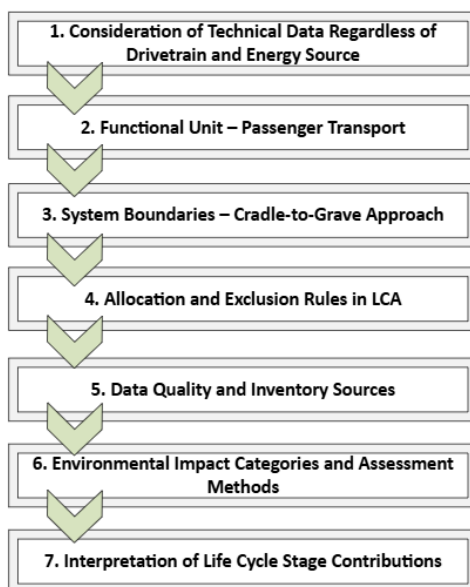 1. Consideration of Technical Data Regardless of
Drivetrain and Energy Source
2. Functional Unit – Passenger Transport
3. System Boundaries – Cradle-to-Grave Approach
4. Allocation and Exclusion Rules in LCA
5. Data Quality and Inventory Sources
6. Environmental Impact Categories and Assessment
Methods
7. Interpretation of Life Cycle Stage Contributions